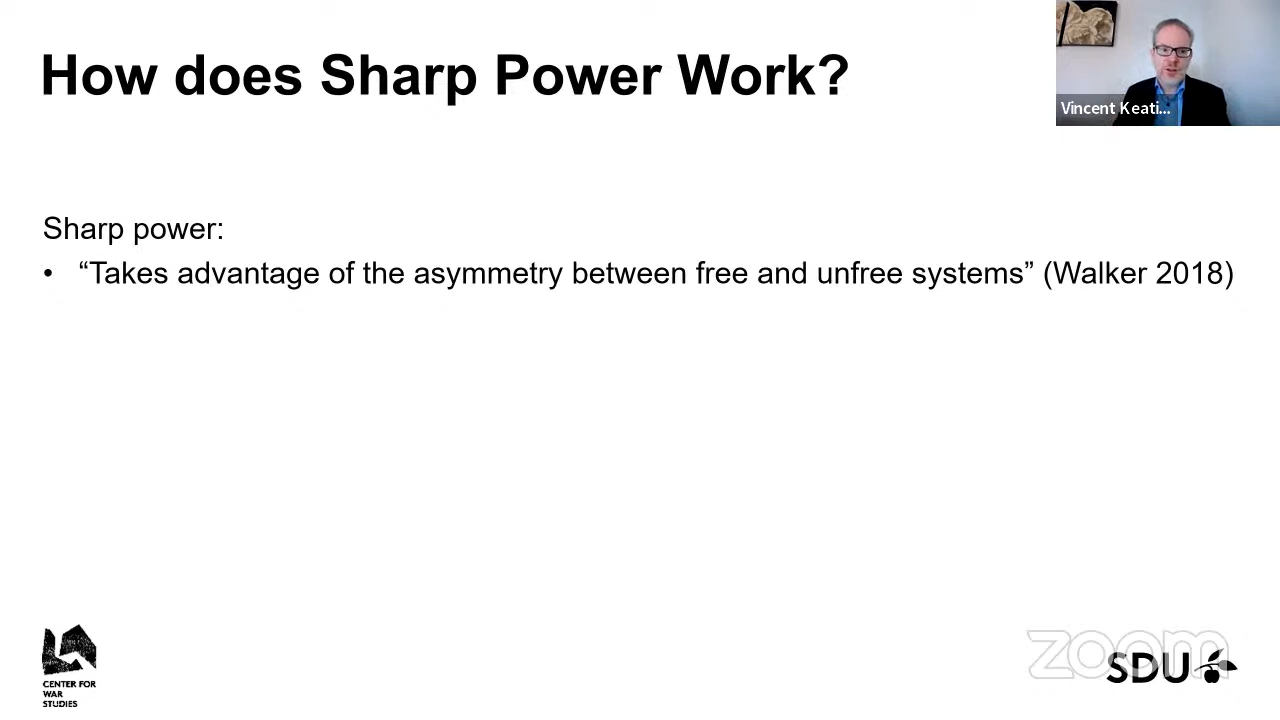 How does Sharp Power Work?
Vincent Keati...
Sharp power:
• “Takes advantage of the asymmetry between free and unfree systems” (Walker 2018)
CENTER FOR
WAR
STUDIES
zoom
SDU